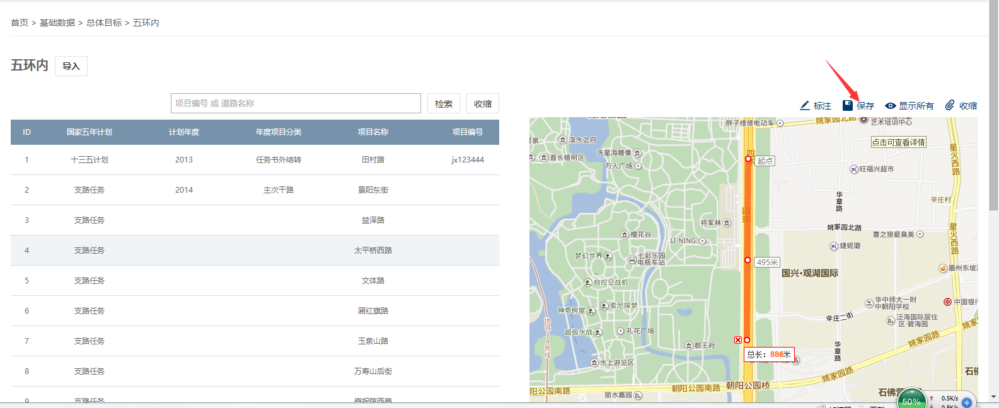 首页 > 基础数据 > 总体目标 > 五环内
五环内 导入
项目编号 或 道路名称 检索 收缩
标注 保存 显示所有 收缩
ID 国家五年计划 计划年度 年度项目分类 项目名称 项目编号
1 十三五计划 2013 任务书外结转 田村路 jx123444
2 支路任务 2014 主次干路 景阳东街
3 支路任务 益泽路
4 支路任务 太平桥西路
5 支路任务 文体路
6 支路任务 厢红旗路
7 支路任务 玉泉山路
8 支路任务 万寿山后街
9 支路任务
胖子维修电动车
姚家园北路
艺术培训中心
点击可查看详情
滨水之舟
首长植树区
洗星海雕像
万人广场
四
起点
旺福兴超市
星火西路
华章路
辛庄村
四环
将军林
姚家园北路
樱花谷
LI-NING
喜之狼爱臭美
星火西路
婕妮璐
梦幻世界
七彩乐园
电瓶车站
495米
国兴·观湖国际
眉州东坡
自控空战机
华中师大一附
中朝阳学校
中国银行
神奇树屋
索尼探梦
辛庄二街
泛海国际居住
区·碧海园
地铁14号线
超级水战
礼花广场
姚家园
姚家园路
郡王府
华章路
总长：886米
水上游览区
姚家园路
石佛
朝阳公园南路
朝阳公园桥
阳公园南路
丽水嘉园
石佛营
50%
0.5K/s
0.8K/s